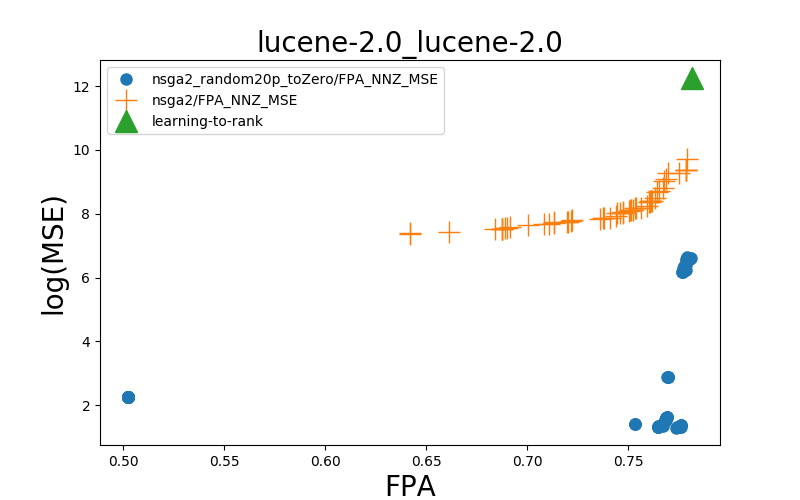 lucene-2.0_lucene-2.0
nsga2_random20p_toZero/FPA_NNZ_MSE
nsga2/FPA_NNZ_MSE
learning-to-rank
log(MSE)
12
10
8
6
4
2
0.50 0.55 0.60 0.65 0.70 0.75
FPA